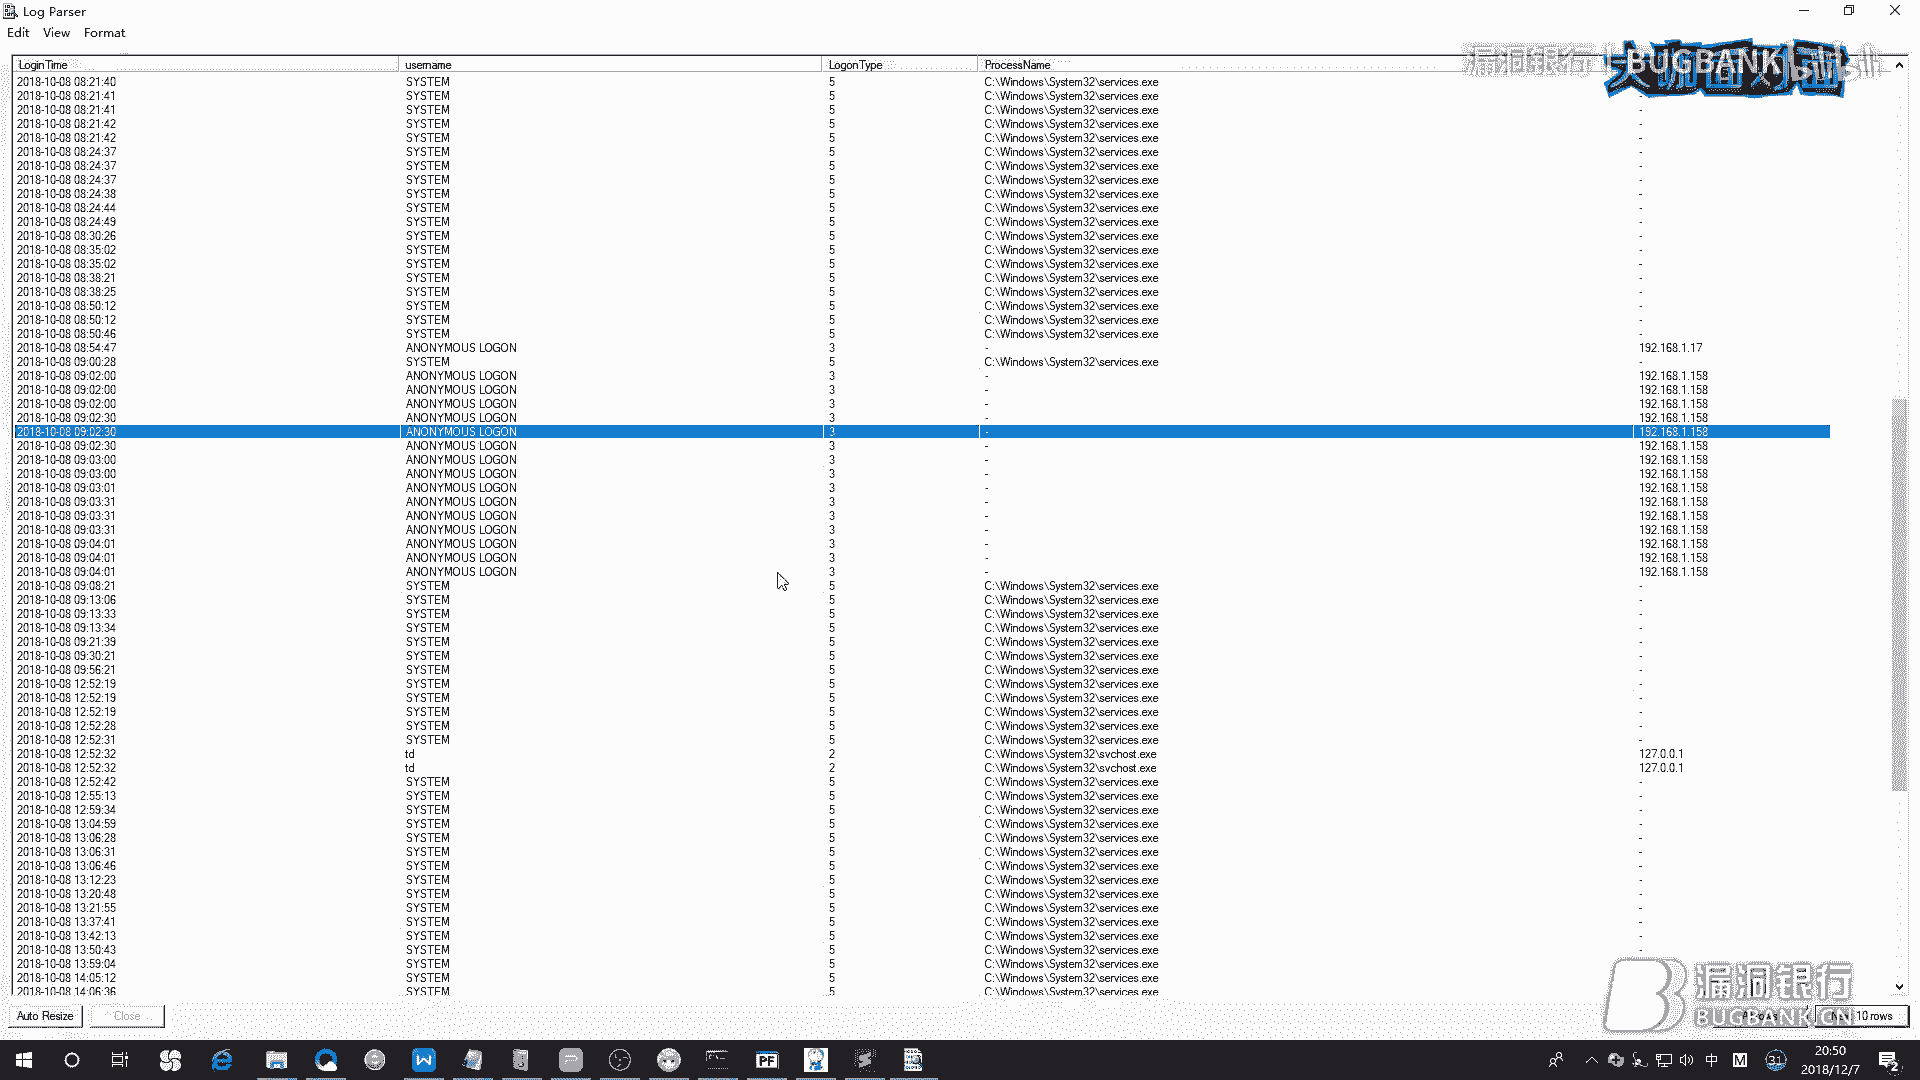 Log Parser
Edit View Format
LoginTime username LogonType ProcessName
漏洞银行 BUGBANK
2018-10-08 08:21:40 SYSTEM 5 C:\Windows\System32\services.exe -
2018-10-08 08:21:41 SYSTEM 5 C:\Windows\System32\services.exe -
2018-10-08 08:21:41 SYSTEM 5 C:\Windows\System32\services.exe -
2018-10-08 08:21:42 SYSTEM 5 C:\Windows\System32\services.exe -
2018-10-08 08:21:42 SYSTEM 5 C:\Windows\System32\services.exe -
2018-10-08 08:24:37 SYSTEM 5 C:\Windows\System32\services.exe -
2018-10-08 08:24:37 SYSTEM 5 C:\Windows\System32\services.exe -
2018-10-08 08:24:37 SYSTEM 5 C:\Windows\System32\services.exe -
2018-10-08 08:24:38 SYSTEM 5 C:\Windows\System32\services.exe -
2018-10-08 08:24:44 SYSTEM 5 C:\Windows\System32\services.exe -
2018-10-08 08:24:49 SYSTEM 5 C:\Windows\System32\services.exe -
2018-10-08 08:30:26 SYSTEM 5 C:\Windows\System32\services.exe -
2018-10-08 08:35:02 SYSTEM 5 C:\Windows\System32\services.exe -
2018-10-08 08:35:02 SYSTEM 5 C:\Windows\System32\services.exe -
2018-10-08 08:38:21 SYSTEM 5 C:\Windows\System32\services.exe -
2018-10-08 08:38:25 SYSTEM 5 C:\Windows\System32\services.exe -
2018-10-08 08:50:12 SYSTEM 5 C:\Windows\System32\services.exe -
2018-10-08 08:50:12 SYSTEM 5 C:\Windows\System32\services.exe -
2018-10-08 08:50:46 SYSTEM 5 C:\Windows\System32\services.exe -
2018-10-08 08:54:47 ANONYMOUS LOGON 3 - 192.168.1.17
2018-10-08 09:00:28 SYSTEM 5 C:\Windows\System32\services.exe -
2018-10-08 09:02:00 ANONYMOUS LOGON 3 - 192.168.1.158
2018-10-08 09:02:00 ANONYMOUS LOGON 3 - 192.168.1.158
2018-10-08 09:02:00 ANONYMOUS LOGON 3 - 192.168.1.158
2018-10-08 09:02:30 ANONYMOUS LOGON 3 - 192.168.1.158
2018-10-08 09:02:30 ANONYMOUS LOGON 3 - 192.168.1.158
2018-10-08 09:02:30 ANONYMOUS LOGON 3 - 192.168.1.158
2018-10-08 09:03:00 ANONYMOUS LOGON 3 - 192.168.1.158
2018-10-08 09:03:00 ANONYMOUS LOGON 3 - 192.168.1.158
2018-10-08 09:03:01 ANONYMOUS LOGON 3 - 192.168.1.158
2018-10-08 09:03:31 ANONYMOUS LOGON 3 - 192.168.1.158
2018-10-08 09:03:31 ANONYMOUS LOGON 3 - 192.168.1.158
2018-10-08 09:03:31 ANONYMOUS LOGON 3 - 192.168.1.158
2018-10-08 09:04:01 ANONYMOUS LOGON 3 - 192.168.1.158
2018-10-08 09:04:01 ANONYMOUS LOGON 3 - 192.168.1.158
2018-10-08 09:04:01 ANONYMOUS LOGON 3 - 192.168.1.158
2018-10-08 09:08:21 SYSTEM 5 C:\Windows\System32\services.exe -
2018-10-08 09:13:06 SYSTEM 5 C:\Windows\System32\services.exe -
2018-10-08 09:13:33 SYSTEM 5 C:\Windows\System32\services.exe -
2018-10-08 09:13:34 SYSTEM 5 C:\Windows\System32\services.exe -
2018-10-08 09:21:39 SYSTEM 5 C:\Windows\System32\services.exe -
2018-10-08 09:30:21 SYSTEM 5 C:\Windows\System32\services.exe -
2018-10-08 09:56:21 SYSTEM 5 C:\Windows\System32\services.exe -
2018-10-08 12:52:19 SYSTEM 5 C:\Windows\System32\services.exe -
2018-10-08 12:52:19 SYSTEM 5 C:\Windows\System32\services.exe -
2018-10-08 12:52:19 SYSTEM 5 C:\Windows\System32\services.exe -
2018-10-08 12:52:28 SYSTEM 5 C:\Windows\System32\services.exe -
2018-10-08 12:52:31 SYSTEM 5 C:\Windows\System32\services.exe -
2018-10-08 12:52:32 td 2 C:\Windows\System32\svchost.exe 127.0.0.1
2018-10-08 12:52:32 td 2 C:\Windows\System32\svchost.exe 127.0.0.1
2018-10-08 12:52:42 SYSTEM 5 C:\Windows\System32\services.exe -
2018-10-08 12:55:13 SYSTEM 5 C:\Windows\System32\services.exe -
2018-10-08 12:59:34 SYSTEM 5 C:\Windows\System32\services.exe -
2018-10-08 13:04:59 SYSTEM 5 C:\Windows\System32\services.exe -
2018-10-08 13:06:28 SYSTEM 5 C:\Windows\System32\services.exe -
2018-10-08 13:06:31 SYSTEM 5 C:\Windows\System32\services.exe -
2018-10-08 13:06:46 SYSTEM 5 C:\Windows\System32\services.exe -
2018-10-08 13:12:23 SYSTEM 5 C:\Windows\System32\services.exe -
2018-10-08 13:20:48 SYSTEM 5 C:\Windows\System32\services.exe -
2018-10-08 13:21:55 SYSTEM 5 C:\Windows\System32\services.exe -
2018-10-08 13:37:41 SYSTEM 5 C:\Windows\System32\services.exe -
2018-10-08 13:42:13 SYSTEM 5 C:\Windows\System32\services.exe -
2018-10-08 13:50:43 SYSTEM 5 C:\Windows\System32\services.exe -
2018-10-08 13:59:04 SYSTEM 5 C:\Windows\System32\services.exe -
2018-10-08 14:05:12 SYSTEM 5 C:\Windows\System32\services.exe -
2018-10-08 14:06:36 SYSTEM 5 C:\Windows\System32\services.exe
漏洞银行
BUGBANK.CN
Auto Resize Close 10 rows
中 M 31 20:50
2018/12/7 2